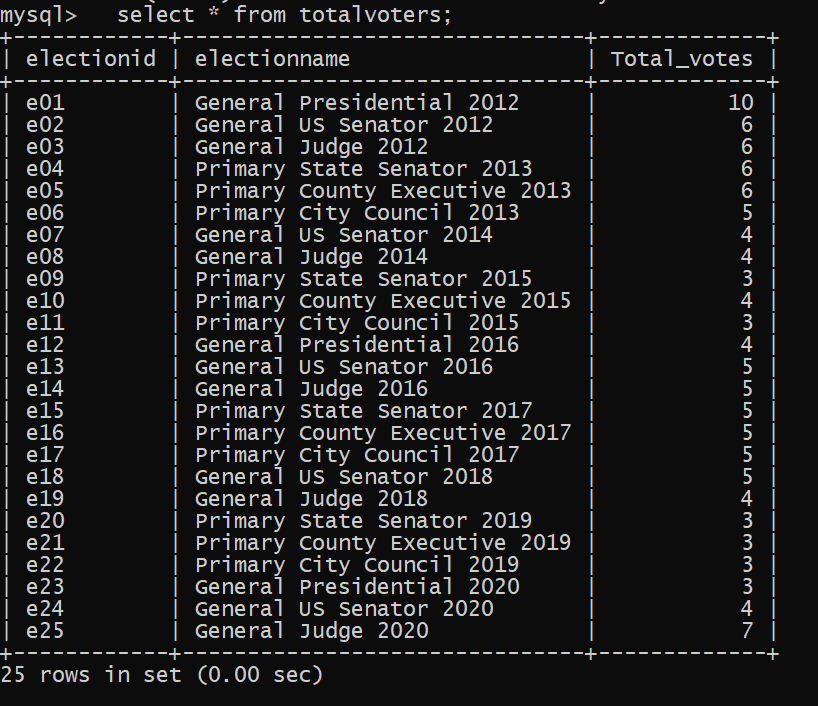 mysql>   select * from totalvoters;
+------------+-------------------------------+-------------+
| electionid | electionname                  | Total_votes |
+------------+-------------------------------+-------------+
| e01        | General Presidential 2012     |          10 |
| e02        | General US Senator 2012       |           6 |
| e03        | General Judge 2012            |           6 |
| e04        | Primary State Senator 2013    |           6 |
| e05        | Primary County Executive 2013 |           6 |
| e06        | Primary City Council 2013     |           5 |
| e07        | General US Senator 2014       |           4 |
| e08        | General Judge 2014            |           4 |
| e09        | Primary State Senator 2015    |           3 |
| e10        | Primary County Executive 2015 |           4 |
| e11        | Primary City Council 2015     |           3 |
| e12        | General Presidential 2016     |           4 |
| e13        | General US Senator 2016       |           5 |
| e14        | General Judge 2016            |           5 |
| e15        | Primary State Senator 2017    |           5 |
| e16        | Primary County Executive 2017 |           5 |
| e17        | Primary City Council 2017     |           5 |
| e18        | General US Senator 2018       |           5 |
| e19        | General Judge 2018            |           4 |
| e20        | Primary State Senator 2019    |           3 |
| e21        | Primary County Executive 2019 |           3 |
| e22        | Primary City Council 2019     |           3 |
| e23        | General Presidential 2020     |           3 |
| e24        | General US Senator 2020       |           4 |
| e25        | General Judge 2020            |           7 |
+------------+-------------------------------+-------------+
25 rows in set (0.00 sec)